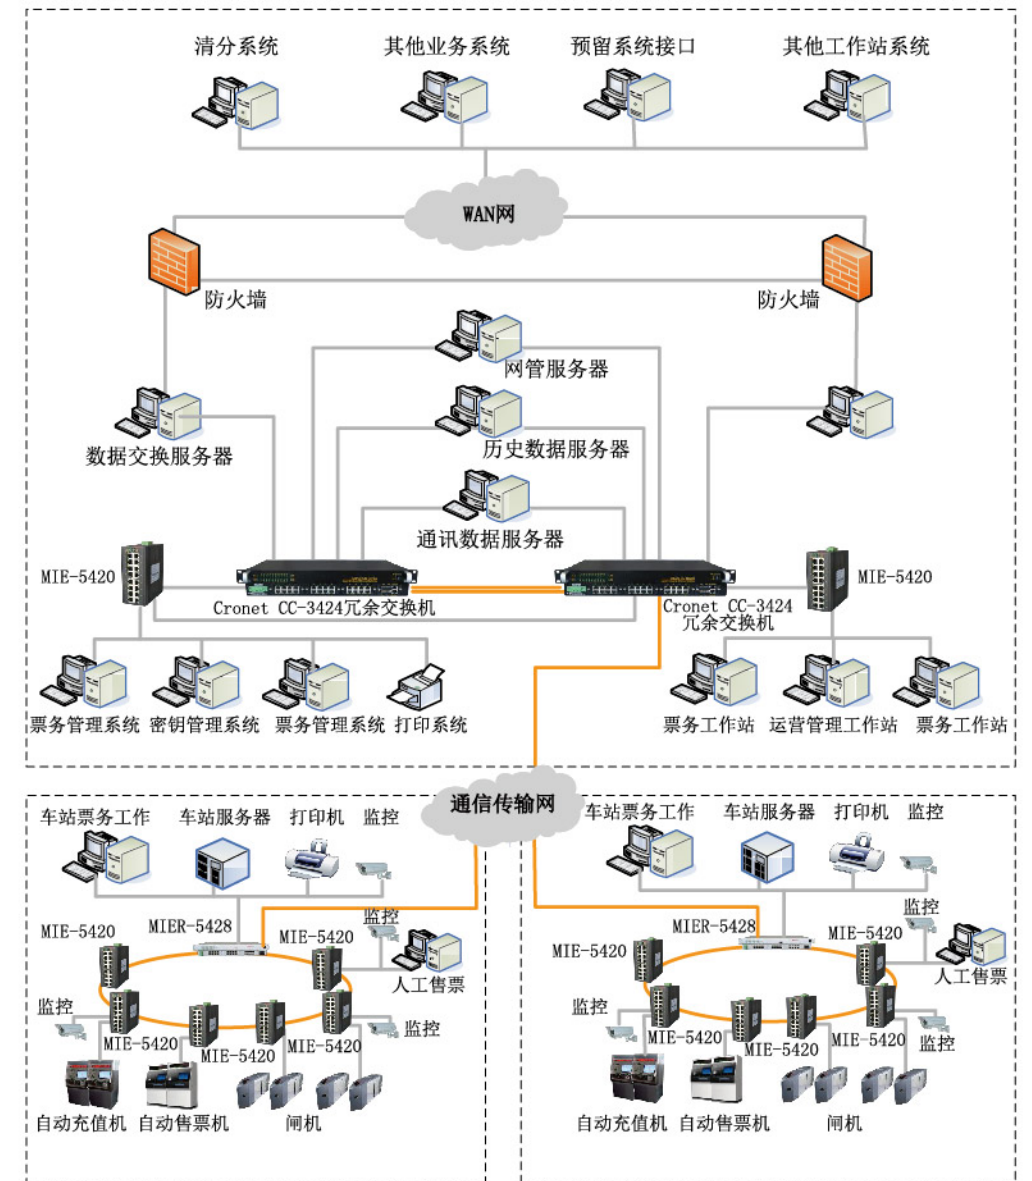 清分系统
其他业务系统
预留系统接口
其他工作站系统
WAN网
防火墙
防火墙
网管服务器
历史数据服务器
数据交换服务器
通讯数据服务器
MIE-5420
MIE-5420
Cronet CC-3424冗余交换机
Cronet CC-3424
冗余交换机
票务管理系统
密钥管理系统
票务管理系统
打印系统
票务工作站
运营管理工作站
票务工作站
通信传输网
车站票务工作
车站服务器
打印机
监控
MIER-5428
监控
MIE-5420
MIE-5420
人工售票
监控
监控
MIE-5420
MIE-5420
MIE-5420
自动充值机
自动售票机
闸机
车站票务工作
车站服务器
打印机
监控
监控
MIER-5428
MIE-5420
MIE-5420
人工售票
监控
监控
MIE-5420
MIE-5420
MIE-5420
自动充值机
自动售票机
闸机